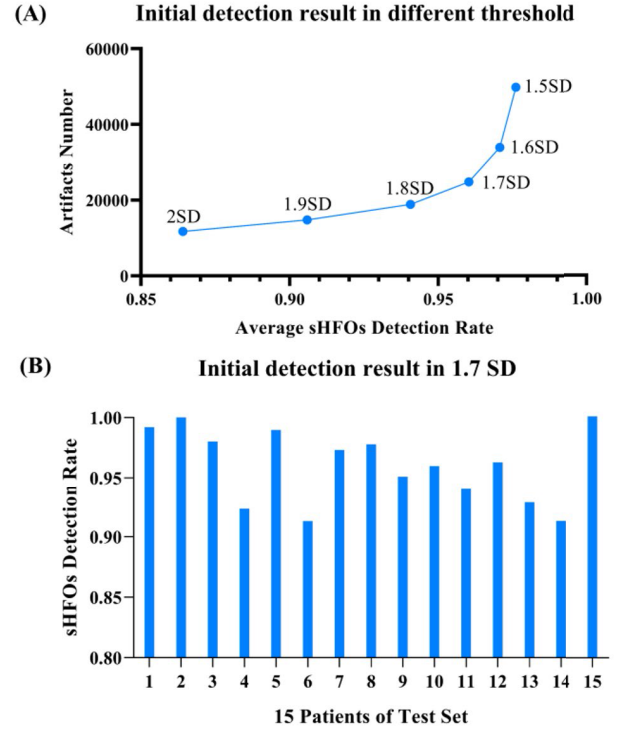 (A)
Initial detection result in different threshold
Artifacts Number
60000
40000
20000
0
2SD
1.9SD
1.8SD
1.7SD
1.6SD
1.5SD
0.85 0.90 0.95 1.00
Average sHFOs Detection Rate
(B)
Initial detection result in 1.7 SD
sHFOs Detection Rate
1.00
0.95
0.90
0.85
0.80
1 2 3 4 5 6 7 8 9 10 11 12 13 14 15
15 Patients of Test Set